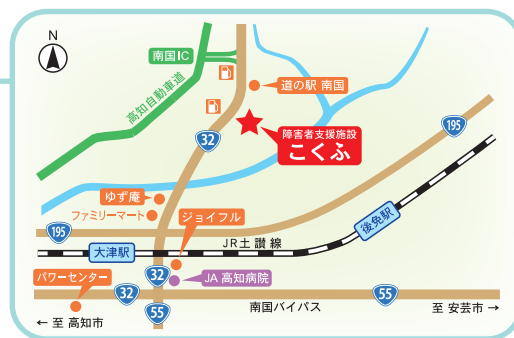 N
南国IC
高知自動車道
道の駅 南国
障害者支援施設
こくふ
32
195
ゆず庵
ファミリーマート
ジョイフル
195
大津駅
JR土讃線
後免駅
32
JA 高知病院
パワーセンター
32
55
55
南国バイパス
← 至 高知市
至 安芸市 →